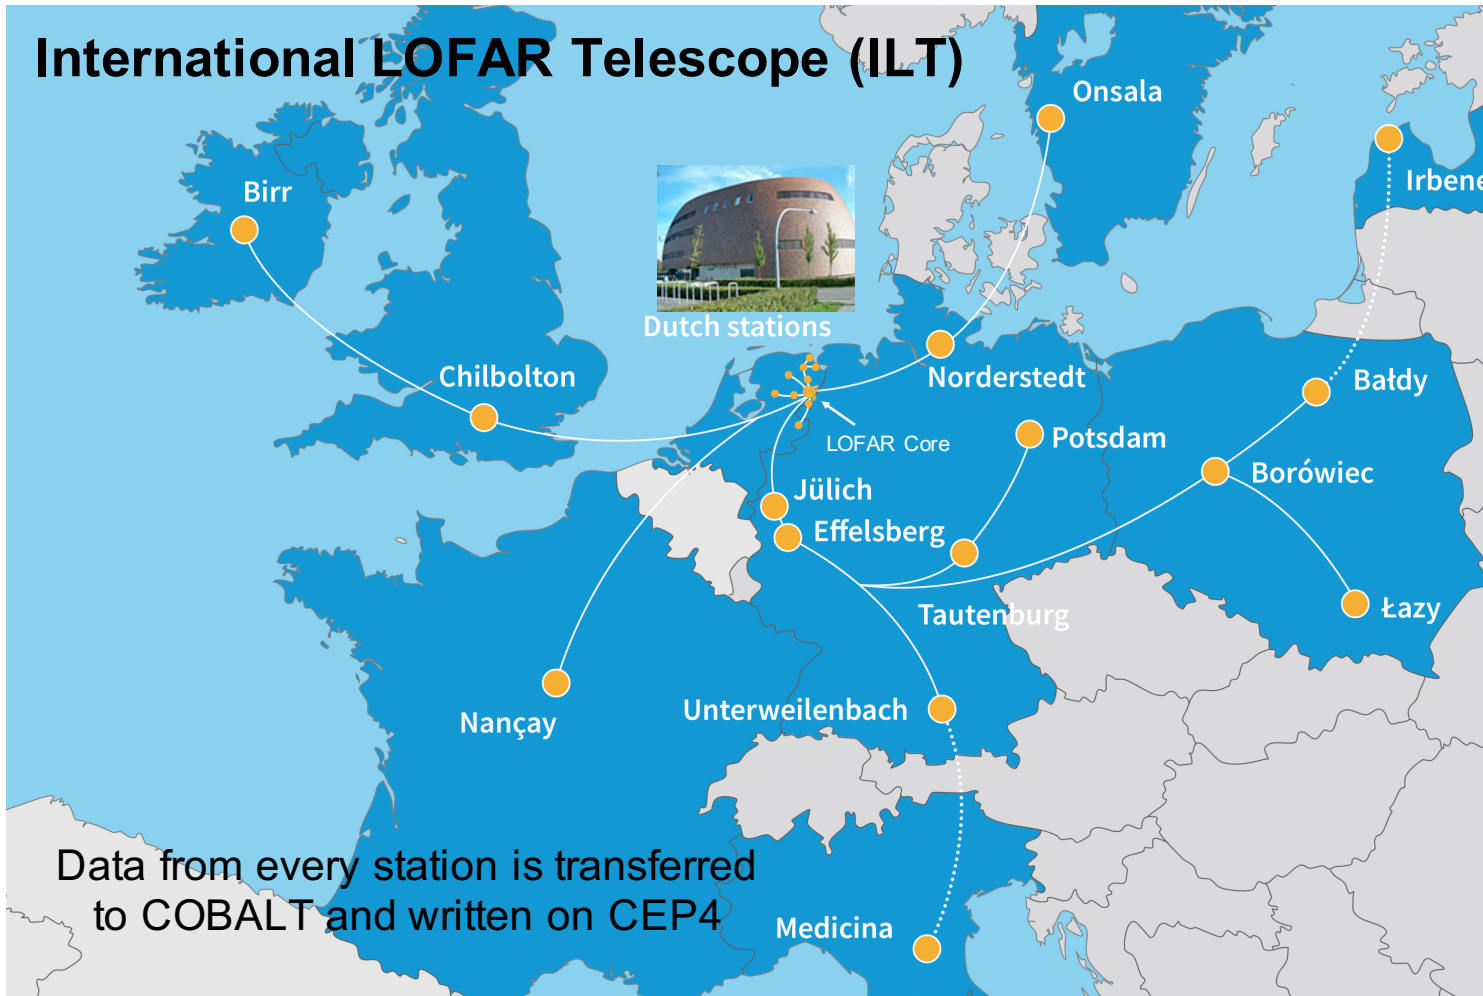 International LOFAR Telescope (ILT)
Onsala
Irbene
Birr
Dutch stations
Chilbolton
Norderstedt
Bałdy
LOFAR Core
Potsdam
Borówiec
Jülich
Effelsberg
Tautenburg
Łazy
Nançay
Unterweilenbach
Data from every station is transferred
to COBALT and written on CEP4
Medicina